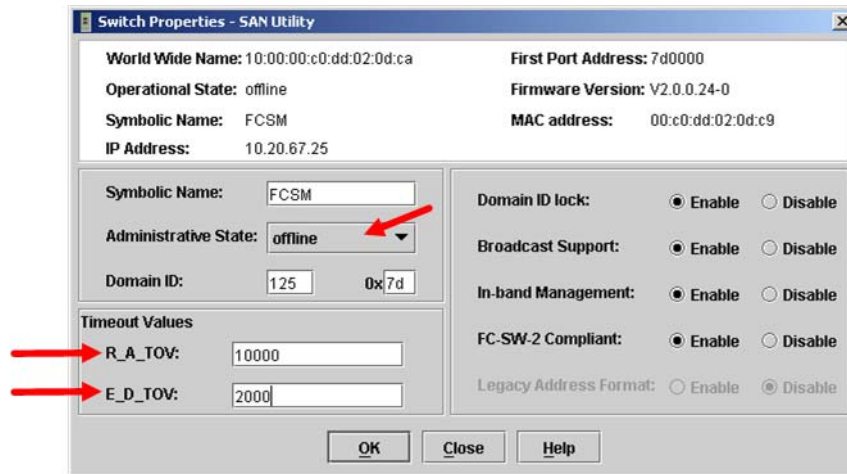 Switch Properties - SAN Utility
World Wide Name: 10:00:00:c0:dd:02:0d:ca
First Port Address: 7d0000
Operational State: offline
Firmware Version: V2.0.0.24-0
Symbolic Name: FCSM
MAC address: 00:c0:dd:02:0d:c9
IP Address: 10.20.67.25
Symbolic Name: FCSM
Administrative State: offline
Domain ID: 125 0x 7d
Timeout Values
R_A_TOV: 10000
E_D_TOV: 2000
Domain ID lock: Enable Disable
Broadcast Support: Enable Disable
In-band Management: Enable Disable
FC-SW-2 Compliant: Enable Disable
Legacy Address Format: Enable Disable
OK Close Help